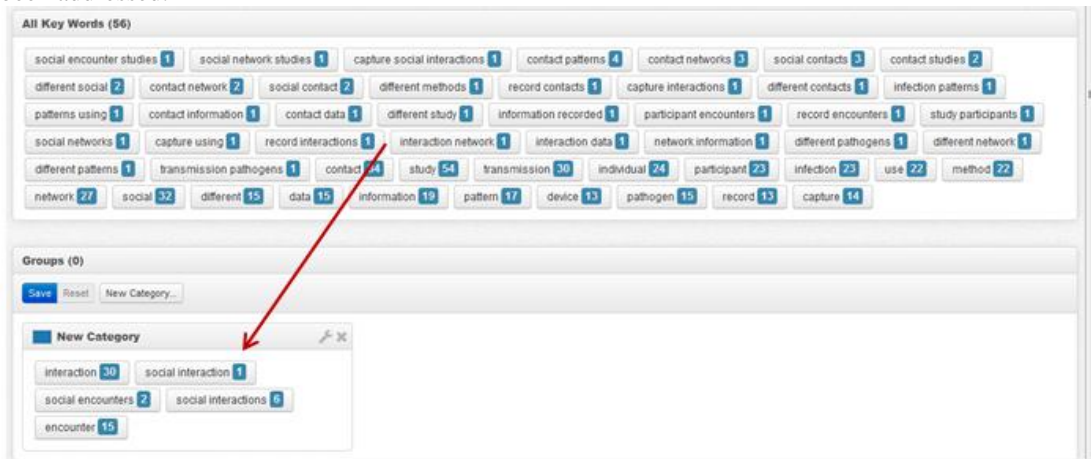 All Key Words (56)
social encounter studies 1 social network studies 1 capture social interactions 1 contact patterns 4 contact networks 3 social contacts 3 contact studies 2
different social 2 contact network 2 social contact 2 different methods 1 record contacts 1 capture interactions 1 different contacts 1 infection patterns 1
patterns using 1 contact information 1 contact data 1 different study 1 information recorded 1 participant encounters 1 record encounters 1 study participants 1
social networks 1 capture using 1 record interactions 1 interaction network 1 interaction data 1 network information 1 different pathogens 1 different network 1
different patterns 1 transmission pathogens 1 contact study 54 transmission 30 individual 24 participant 23 infection 23 use 22 method 22
network 27 social 32 different 15 data 15 information 19 pattern 17 device 13 pathogen 15 record 13 capture 14
Groups (0)
Save Reset New Category...
New Category
interaction 30 social interaction 1
social encounters 2 social interactions 6
encounter 15